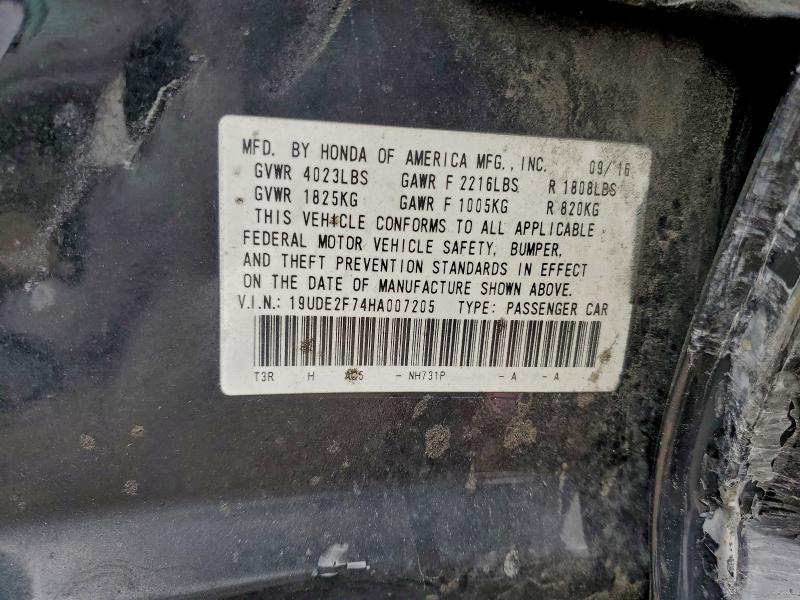 MFD. BY HONDA OF AMERICA MFG., INC. 09/16
GVWR 4023LBS GAWR F 2216LBS R 1808LBS
GVWR 1825KG GAWR F 1005KG R 820KG
THIS VEHICLE CONFORMS TO ALL APPLICABLE
FEDERAL MOTOR VEHICLE SAFETY, BUMPER,
AND THEFT PREVENTION STANDARDS IN EFFECT
ON THE DATE OF MANUFACTURE SHOWN ABOVE.
V.I.N.: 19UDE2F74HA007205 TYPE: PASSENGER CAR
T3R H - NH731P - A - A